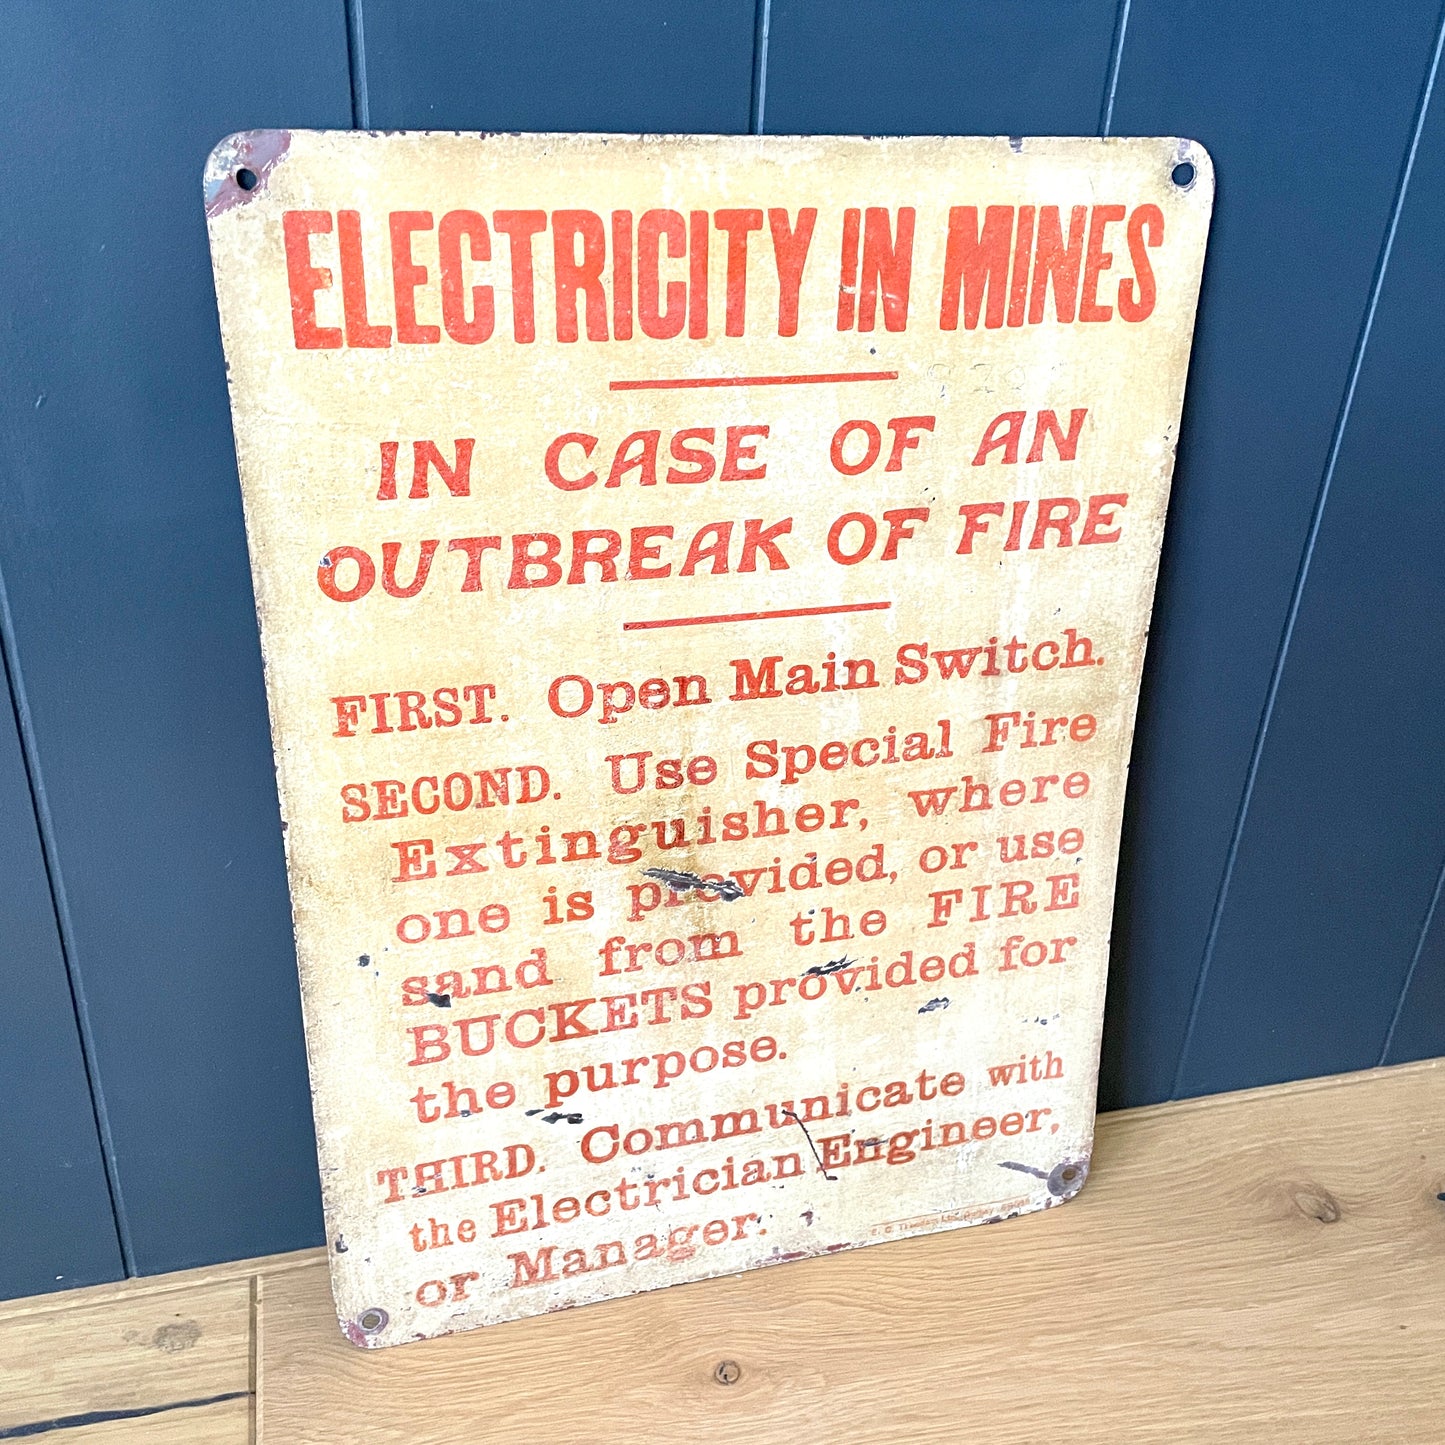 ELECTRICITY IN MINES
IN CASE OF AN
OUTBREAK OF FIRE
FIRST. Open Main Switch.
SECOND. Use Special Fire
Extinguisher, where
one is provided, or use
sand from the FIRE
BUCKETS provided for
the purpose.
THIRD. Communicate with
the Electrician Engineer,
or Manager.
E. C.